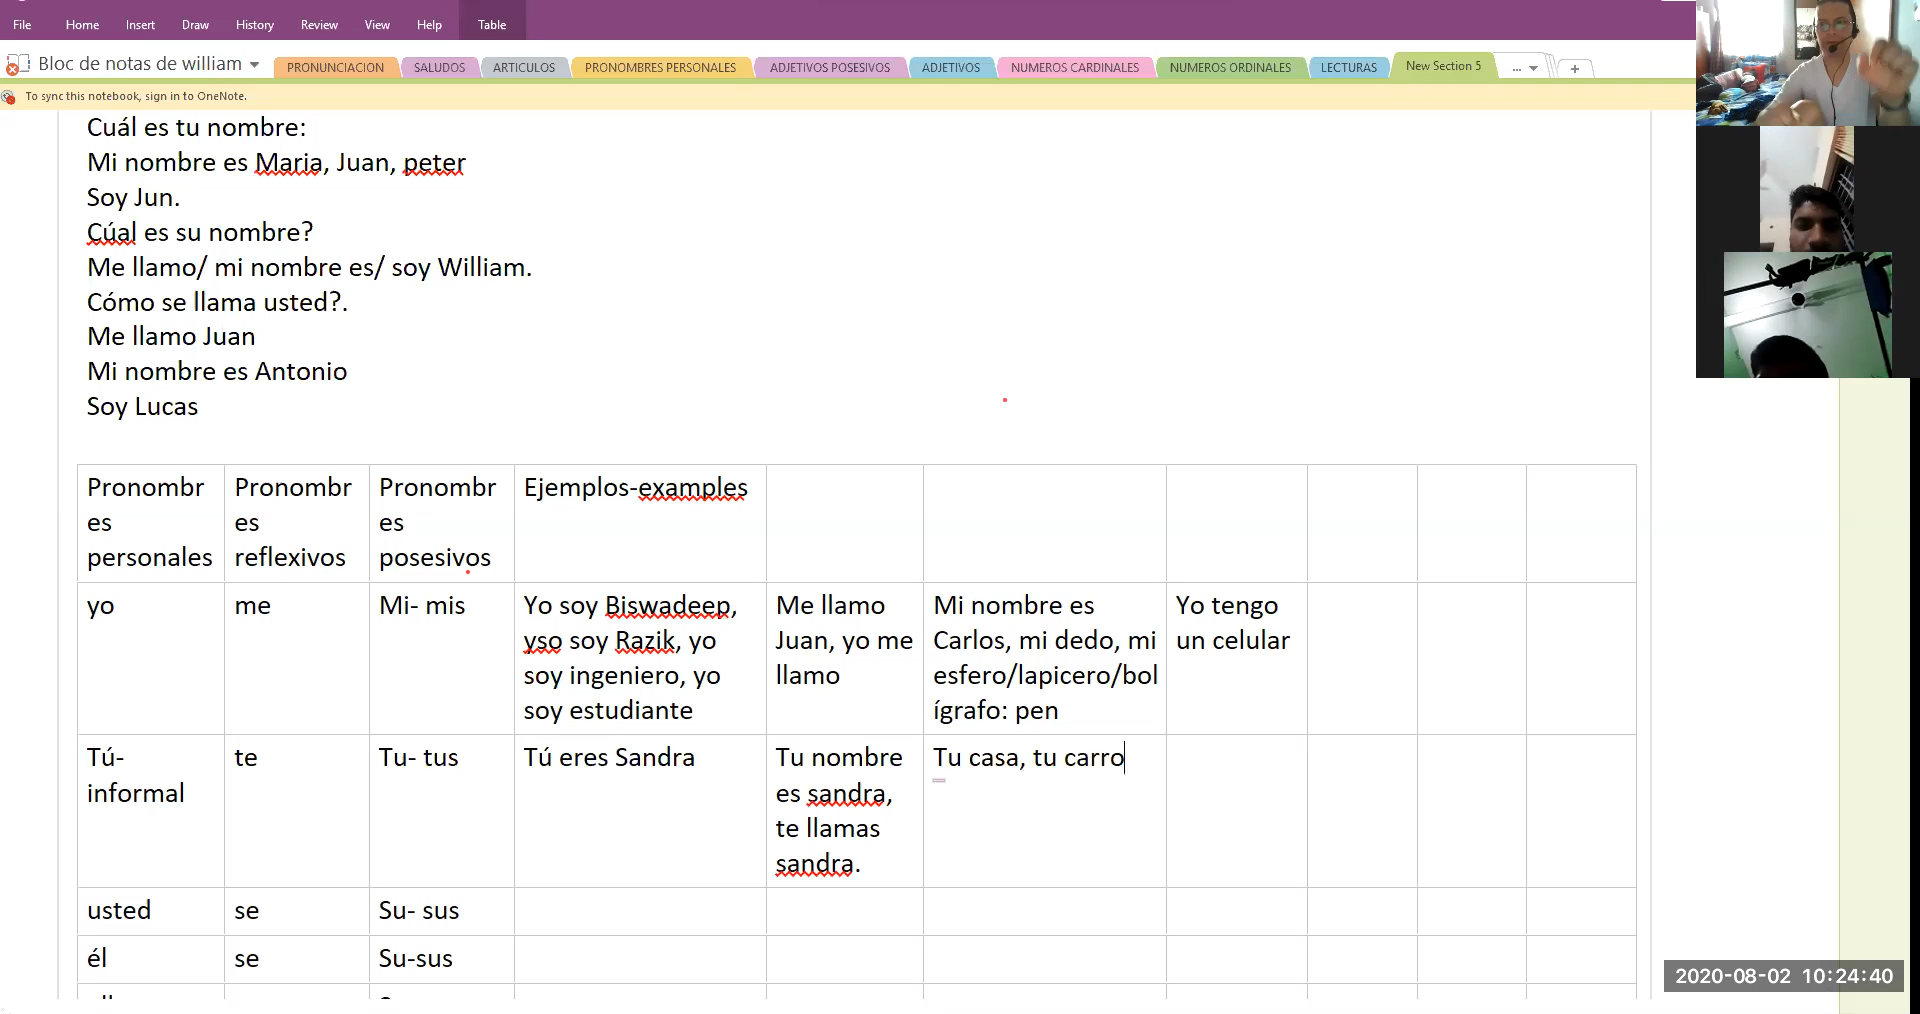 File Home Insert Draw History Review View Help Table
Bloc de notas de william PRONUNCIACION SALUDOS ARTICULOS PRONOMBRES PERSONALES ADJETIVOS POSESIVOS ADJETIVOS NUMEROS CARDINALES NUMEROS ORDINALES LECTURAS New Section 5 ... +
To sync this notebook, sign in to OneNote.
Cuál es tu nombre:
Mi nombre es Maria, Juan, peter
Soy Jun.
Cúal es su nombre?
Me llamo/ mi nombre es/ soy William.
Cómo se llama usted?.
Me llamo Juan
Mi nombre es Antonio
Soy Lucas
Pronombr
es
personales
Pronombr
es
reflexivos
Pronombr
es
posesivos
Ejemplos-examples
yo
me
Mi- mis
Yo soy Biswadeep,
yso soy Razik, yo
soy ingeniero, yo
soy estudiante
Me llamo
Juan, yo me
llamo
Mi nombre es
Carlos, mi dedo, mi
esfero/lapicero/bol
ígrafo: pen
Yo tengo
un celular
Tú-
informal
te
Tu- tus
Tú eres Sandra
Tu nombre
es sandra,
te llamas
sandra.
Tu casa, tu carro
usted
se
Su- sus
él
se
Su-sus
2020-08-02 10:24:40